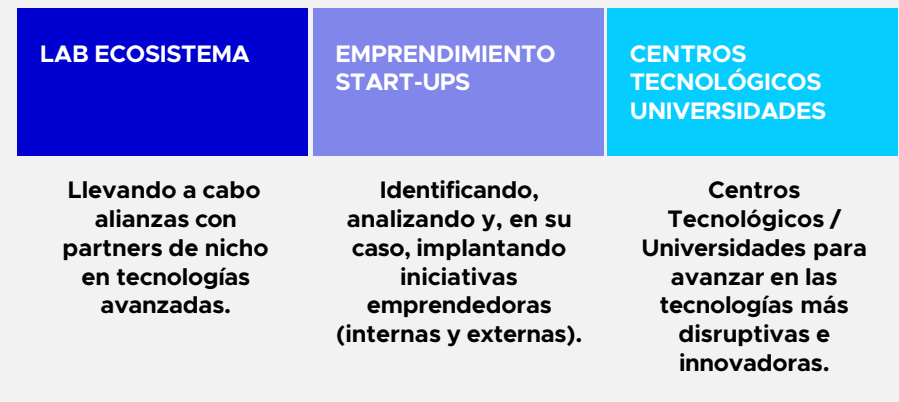 LAB ECOSISTEMA
Llevando a cabo
alianzas con
partners de nicho
en tecnologías
avanzadas.
EMPRENDIMIENTO
START-UPS
Identificando,
analizando y, en su
caso, implantando
iniciativas
emprendedoras
(internas y externas).
CENTROS
TECNOLÓGICOS
UNIVERSIDADES
Centros
Tecnológicos /
Universidades para
avanzar en las
tecnologías más
disruptivas e
innovadoras.